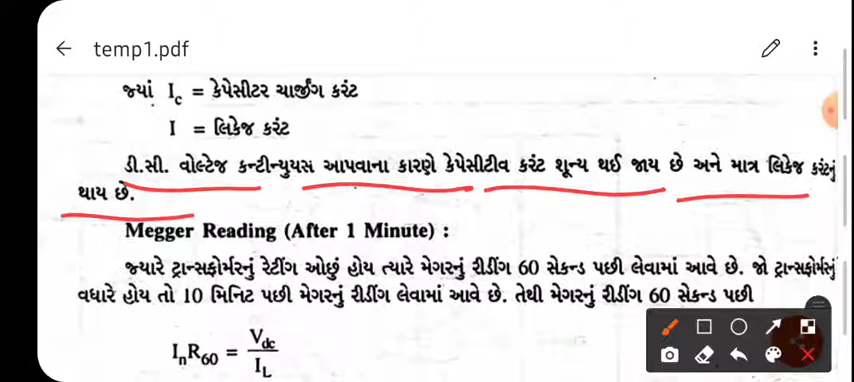 temp1.pdf
જ્યાં I_c = કેપેસીટર ચાર્જીંગ કરંટ
I = લિકેજ કરંટ
ડી.સી. વોલ્ટેજ કન્ટીન્યુયસ આપવાના કારણે કેપેસીટીવ કરંટ શૂન્ય થઈ જાય છે અને માત્ર લિકેજ કરંટનું
થાય છે.
Megger Reading (After 1 Minute) :
જ્યારે ટ્રાન્સફોર્મરનું રેટીંગ ઓછું હોય ત્યારે મેગરનું રીડીંગ 60 સેકન્ડ પછી લેવામાં આવે છે. જો ટ્રાન્સફોર્મરનું
વધારે હોય તો 10 મિનિટ પછી મેગરનું રીડીંગ લેવામાં આવે છે. તેથી મેગરનું રીડીંગ 60 સેકન્ડ પછી
I_nR_60 = V_dc / I_L